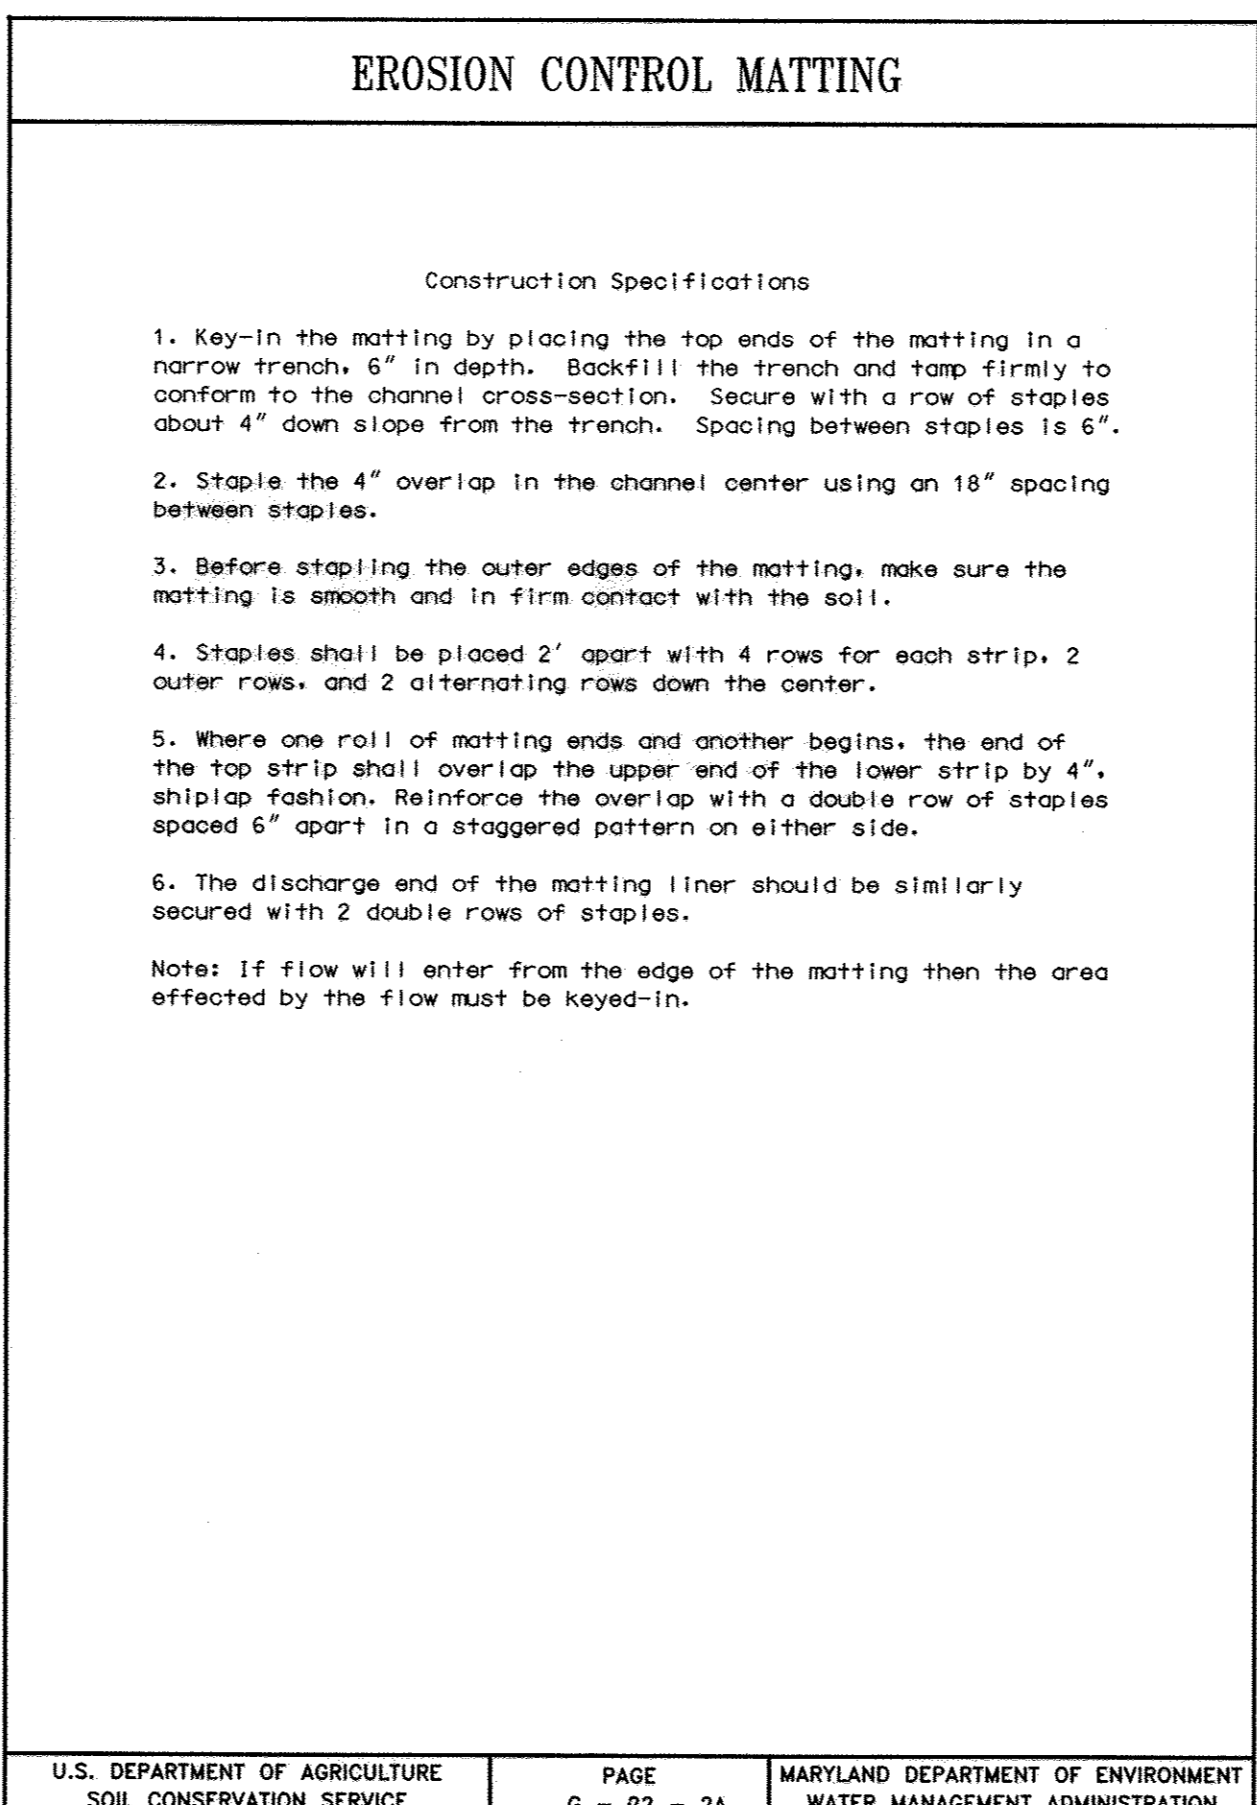 EROSION CONTROL MATTING
Construction Specifications
1. Key-in the matting by placing the top ends of the matting in a
narrow trench, 6" in depth. Backfill the trench and tamp firmly to
conform to the channel cross-section. Secure with a row of staples
about 4" down slope from the trench. Spacing between staples is 6".
2. Staple the 4" overlap in the channel center using an 18" spacing
between staples.
3. Before stapling the outer edges of the matting, make sure the
matting is smooth and in firm contact with the soil.
4. Staples shall be placed 2' apart with 4 rows for each strip, 2
outer rows, and 2 alternating rows down the center.
5. Where one roll of matting ends and another begins, the end of
the top strip shall overlap the upper end of the lower strip by 4",
shiplap fashion. Reinforce the overlap with a double row of staples
spaced 6" apart in a staggered pattern on either side.
6. The discharge end of the matting liner should be similarly
secured with 2 double rows of staples.
Note: If flow will enter from the edge of the matting then the area
effected by the flow must be keyed-in.
U.S. DEPARTMENT OF AGRICULTURE
SOIL CONSERVATION SERVICE
PAGE
MARYLAND DEPARTMENT OF ENVIRONMENT
WATER MANAGEMENT ADMINISTRATION